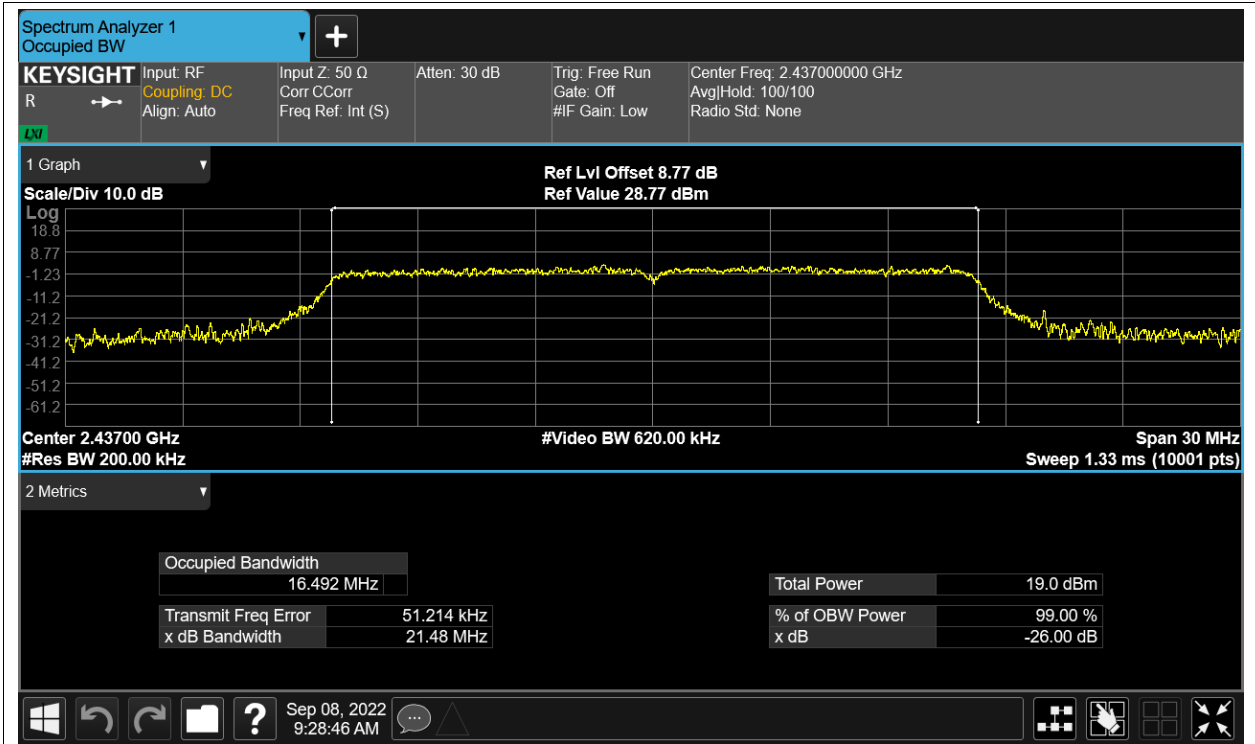 Spectrum Analyzer 1
Occupied BW
▼
+
KEYSIGHT
R
LXI
Input: RF
Coupling: DC
Align: Auto
Input Z: 50 Ω
Corr CCorr
Freq Ref: Int (S)
Atten: 30 dB
Trig: Free Run
Gate: Off
#IF Gain: Low
Center Freq: 2.437000000 GHz
Avg|Hold: 100/100
Radio Std: None
1 Graph ▼
Scale/Div 10.0 dB
Ref Lvl Offset 8.77 dB
Ref Value 28.77 dBm
Log
18.8
8.77
-1.23
-11.2
-21.2
-31.2
-41.2
-51.2
-61.2
Center 2.43700 GHz #Video BW 620.00 kHz Span 30 MHz
#Res BW 200.00 kHz Sweep 1.33 ms (10001 pts)
2 Metrics ▼
Occupied Bandwidth
16.492 MHz
Transmit Freq Error 51.214 kHz
x dB Bandwidth 21.48 MHz
Total Power 19.0 dBm
% of OBW Power 99.00 %
x dB -26.00 dB
?
Sep 08, 2022
9:28:46 AM